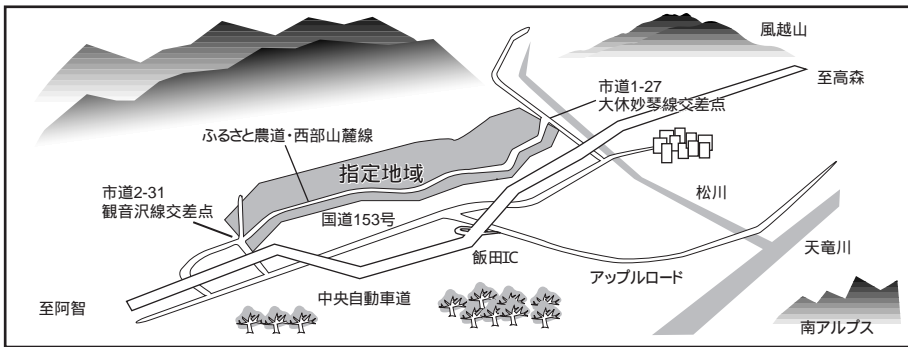 風越山
至高森
市道1-27
大休妙琴線交差点
ふるさと農道・西部山麓線
指定地域
市道2-31
観音沢線交差点
国道153号
松川
天竜川
飯田IC
アップルロード
中央自動車道
至阿智
南アルプス